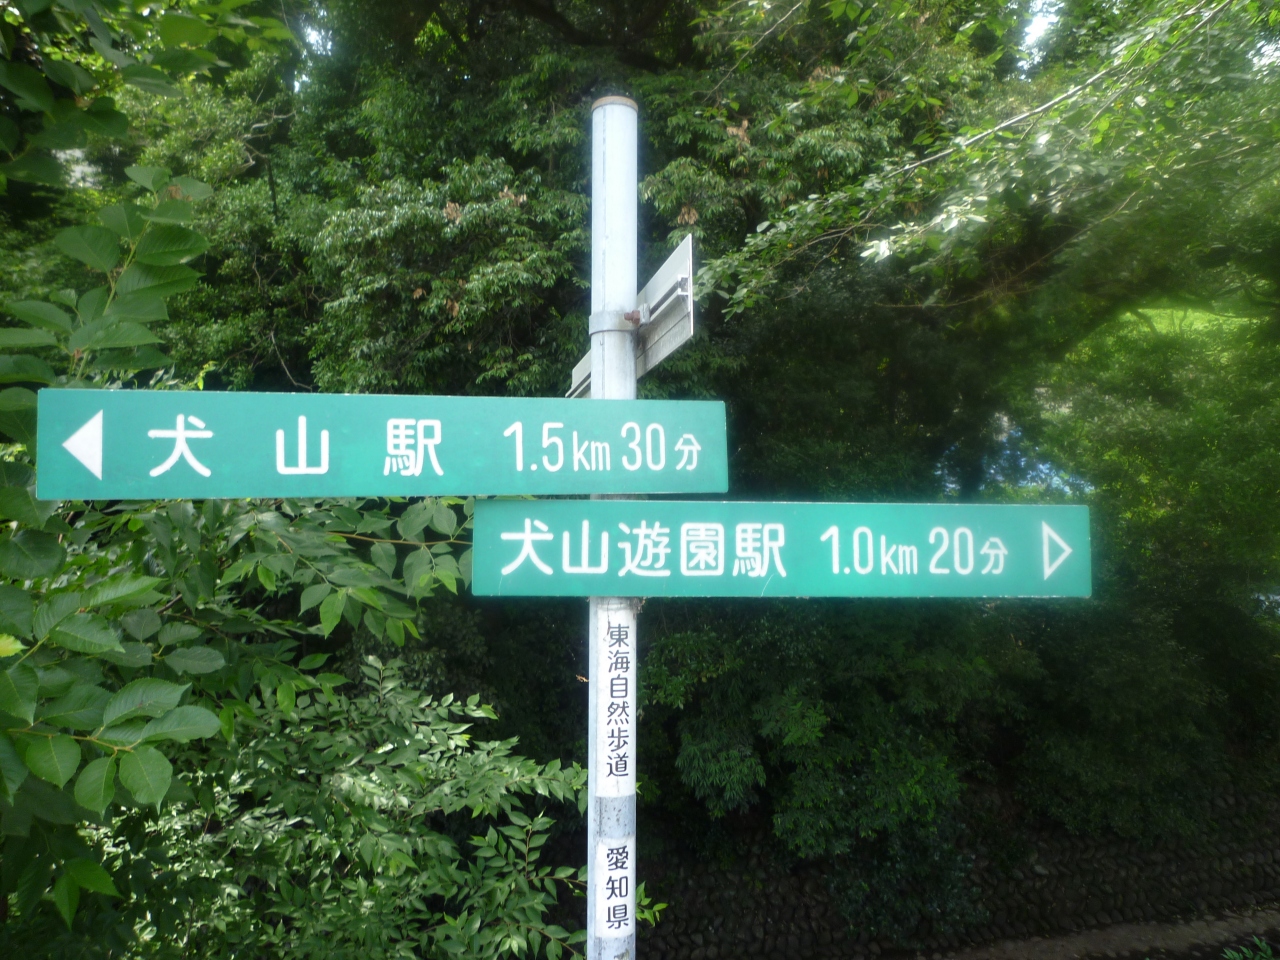 犬山駅 1.5km 30分
犬山遊園駅 1.0km 20分
東海自然歩道
愛知県